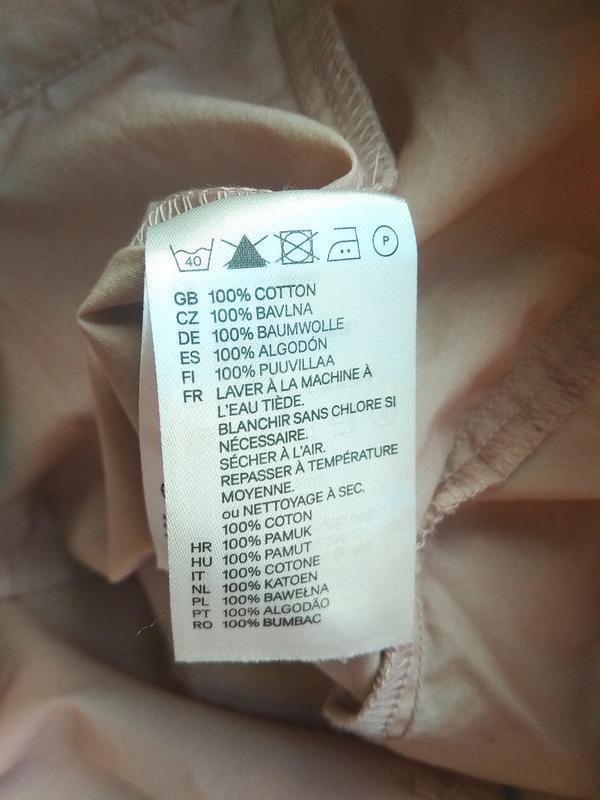 40 P
GB 100% COTTON
CZ 100% BAVLNA
DE 100% BAUMWOLLE
ES 100% ALGODÓN
FI 100% PUUVILLAA
FR LAVER À LA MACHINE À
L'EAU TIÈDE.
BLANCHIR SANS CHLORE SI
NÉCESSAIRE.
SÉCHER À L'AIR.
REPASSER À TEMPÉRATURE
MOYENNE.
ou NETTOYAGE À SEC.
100% COTON
HR 100% PAMUK
HU 100% PAMUT
IT 100% COTONE
NL 100% KATOEN
PL 100% BAWEŁNA
PT 100% ALGODÃO
RO 100% BUMBAC